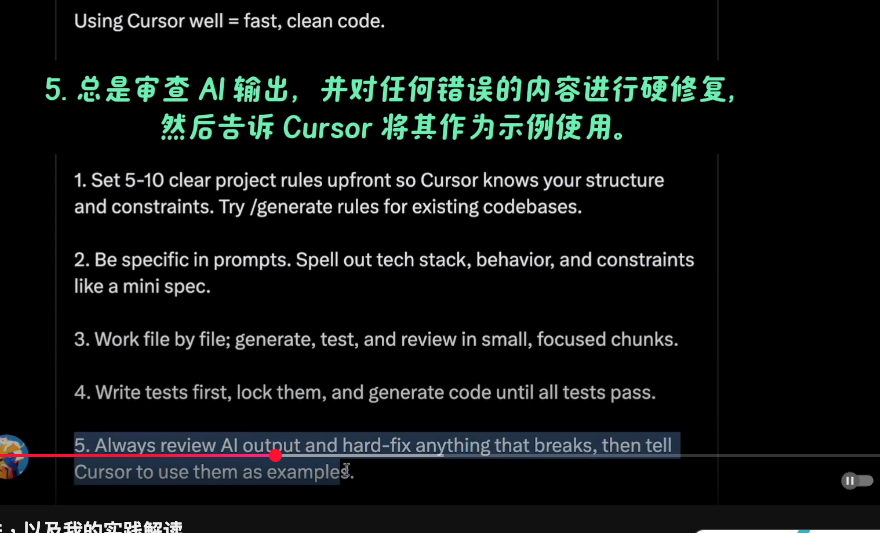 Using Cursor well = fast, clean code.
5. 总是审查 AI 输出，并对任何错误的内容进行硬修复,
然后告诉 Cursor 将其作为示例使用。
1. Set 5-10 clear project rules upfront so Cursor knows your structure
and constraints. Try /generate rules for existing codebases.
2. Be specific in prompts. Spell out tech stack, behavior, and constraints
like a mini spec.
3. Work file by file; generate, test, and review in small, focused chunks.
4. Write tests first, lock them, and generate code until all tests pass.
5. Always review AI output and hard-fix anything that breaks, then tell
Cursor to use them as examples.
，以及我的实践解读